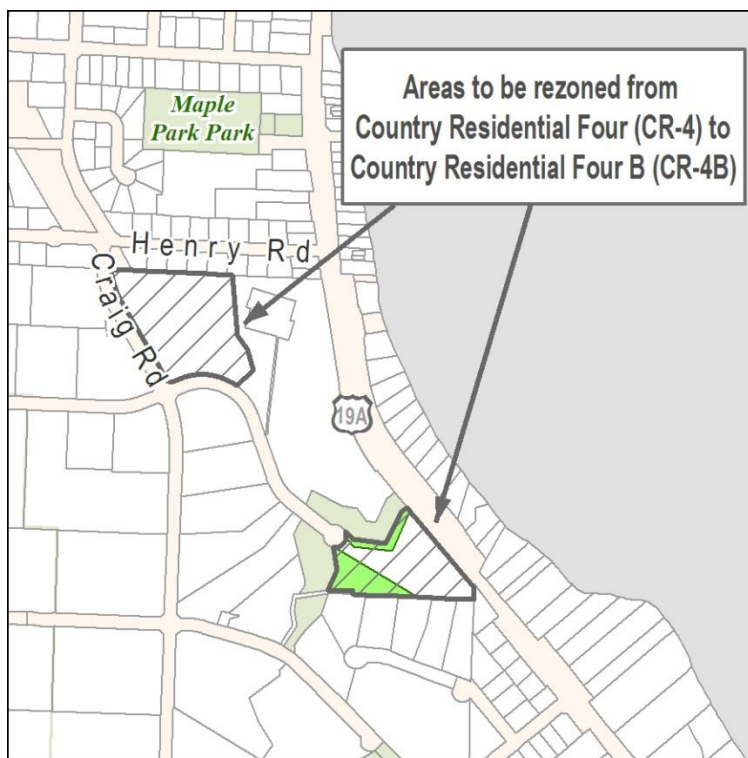 Areas to be rezoned from
Country Residential Four (CR-4) to
Country Residential Four B (CR-4B)
Maple
Park Park
Henry Rd
Craig Rd
19A